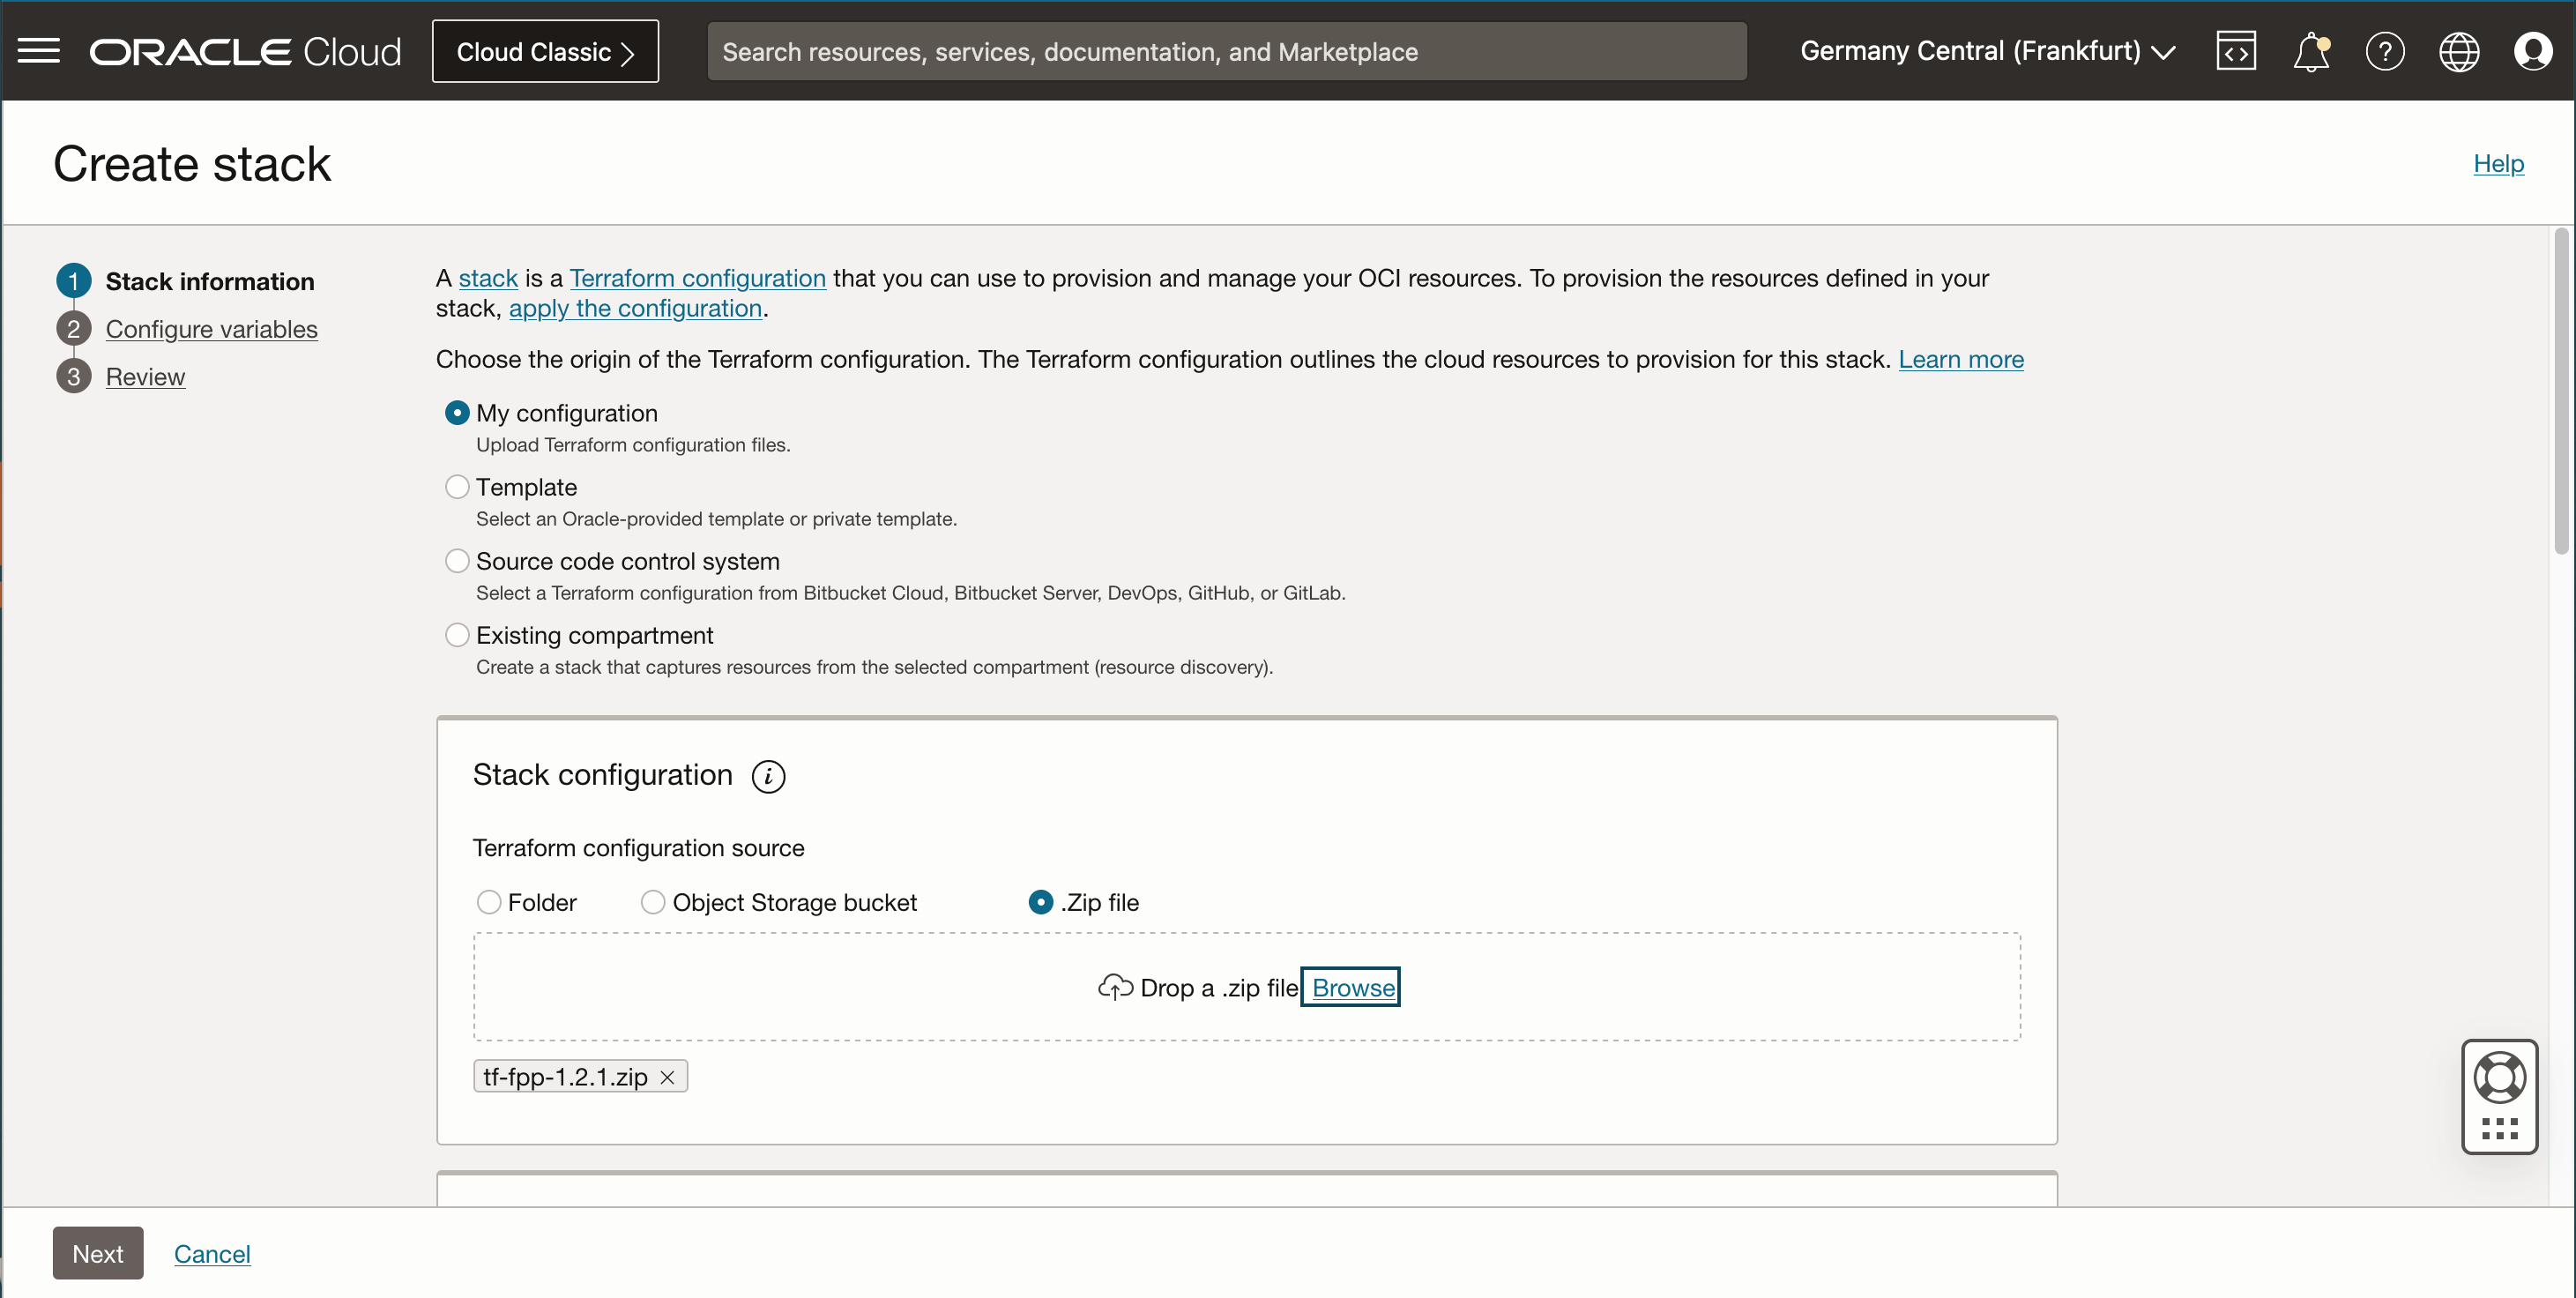 ORACLE Cloud
Cloud Classic
Search resources, services, documentation, and Marketplace
Germany Central (Frankfurt)
?
Create stack
Help
1 Stack information
2 Configure variables
3 Review
A stack is a Terraform configuration that you can use to provision and manage your OCI resources. To provision the resources defined in your
stack, apply the configuration.
Choose the origin of the Terraform configuration. The Terraform configuration outlines the cloud resources to provision for this stack. Learn more
My configuration
Upload Terraform configuration files.
Template
Select an Oracle-provided template or private template.
Source code control system
Select a Terraform configuration from Bitbucket Cloud, Bitbucket Server, DevOps, GitHub, or GitLab.
Existing compartment
Create a stack that captures resources from the selected compartment (resource discovery).
Stack configuration i
Terraform configuration source
Folder Object Storage bucket .Zip file
Drop a .zip file Browse
tf-fpp-1.2.1.zip
Next Cancel